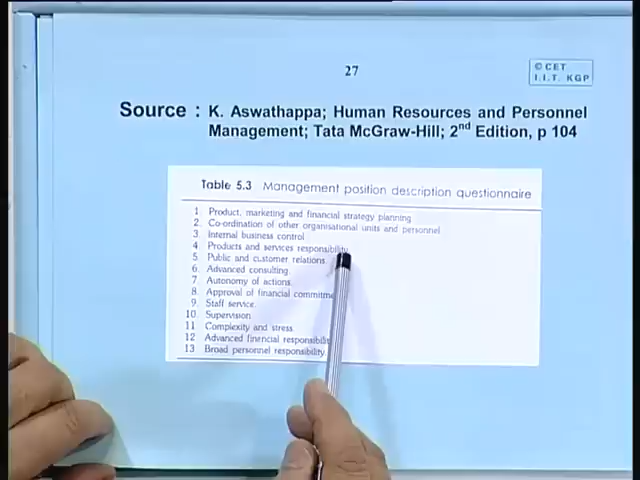 27
© CET
I.I.T. KGP
Source : K. Aswathappa; Human Resources and Personnel
Management; Tata McGraw-Hill; 2nd Edition, p 104
Table 5.3 Management position description questionnaire
1. Product, marketing and financial strategy planning
2. Co-ordination of other organisational units and personnel
3. Internal business control
4. Products and services responsibility
5. Public and customer relations
6. Advanced consulting.
7. Autonomy of actions.
8. Approval of financial
9. Staff service.
10. Supervision
11 Complexity and stress
12 Advanced financial
13 Broad personnel responsibility